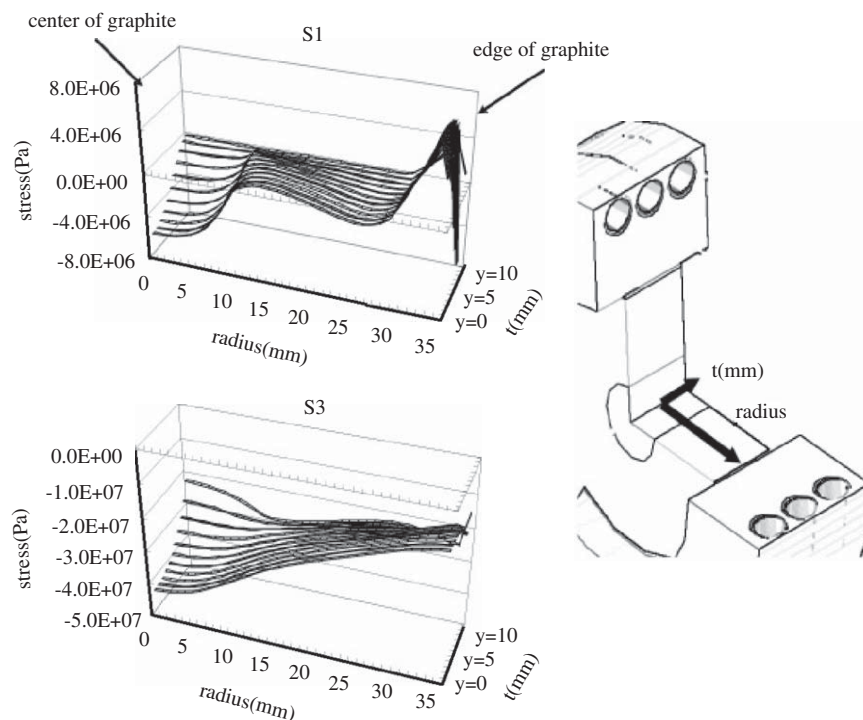 center of graphite
S1
edge of graphite
8.0E+06
4.0E+06
0.0E+00
-4.0E+06
-8.0E+06
stress(Pa)
0
5
10
15
20
25
30
35
radius(mm)
y=10
y=5
y=0
t(mm)
S3
0.0E+00
-1.0E+07
-2.0E+07
-3.0E+07
-4.0E+07
-5.0E+07
stress(Pa)
0
5
10
15
20
25
30
35
radius(mm)
y=10
y=5
y=0
t(mm)
t(mm)
radius